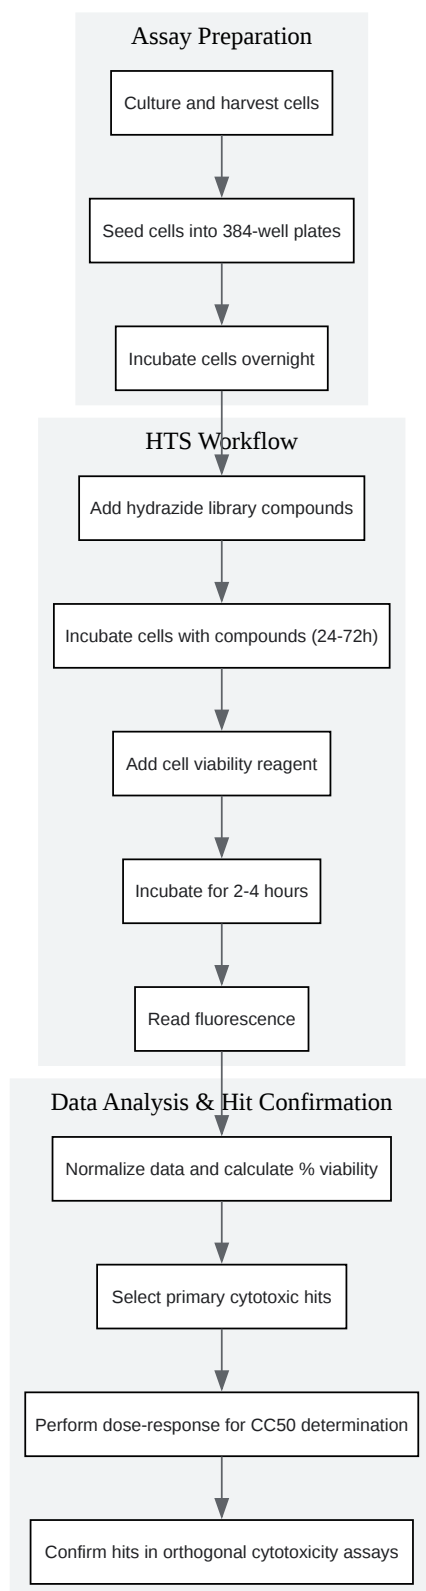 Assay Preparation
Culture and harvest cells
Seed cells into 384-well plates
Incubate cells overnight
HTS Workflow
Add hydrazide library compounds
Incubate cells with compounds (24-72h)
Add cell viability reagent
Incubate for 2-4 hours
Read fluorescence
Data Analysis & Hit Confirmation
Normalize data and calculate % viability
Select primary cytotoxic hits
Perform dose-response for CC50 determination
Confirm hits in orthogonal cytotoxicity assays